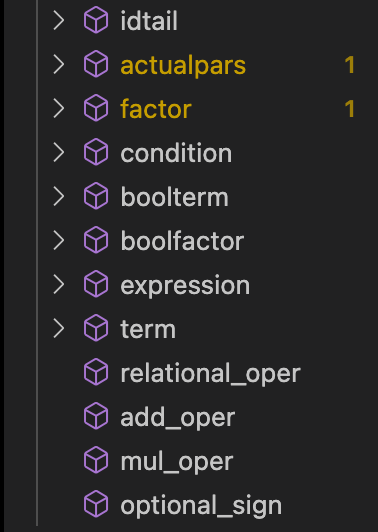 idtail
actualpars 1
factor 1
condition
boolterm
boolfactor
expression
term
relational_oper
add_oper
mul_oper
optional_sign